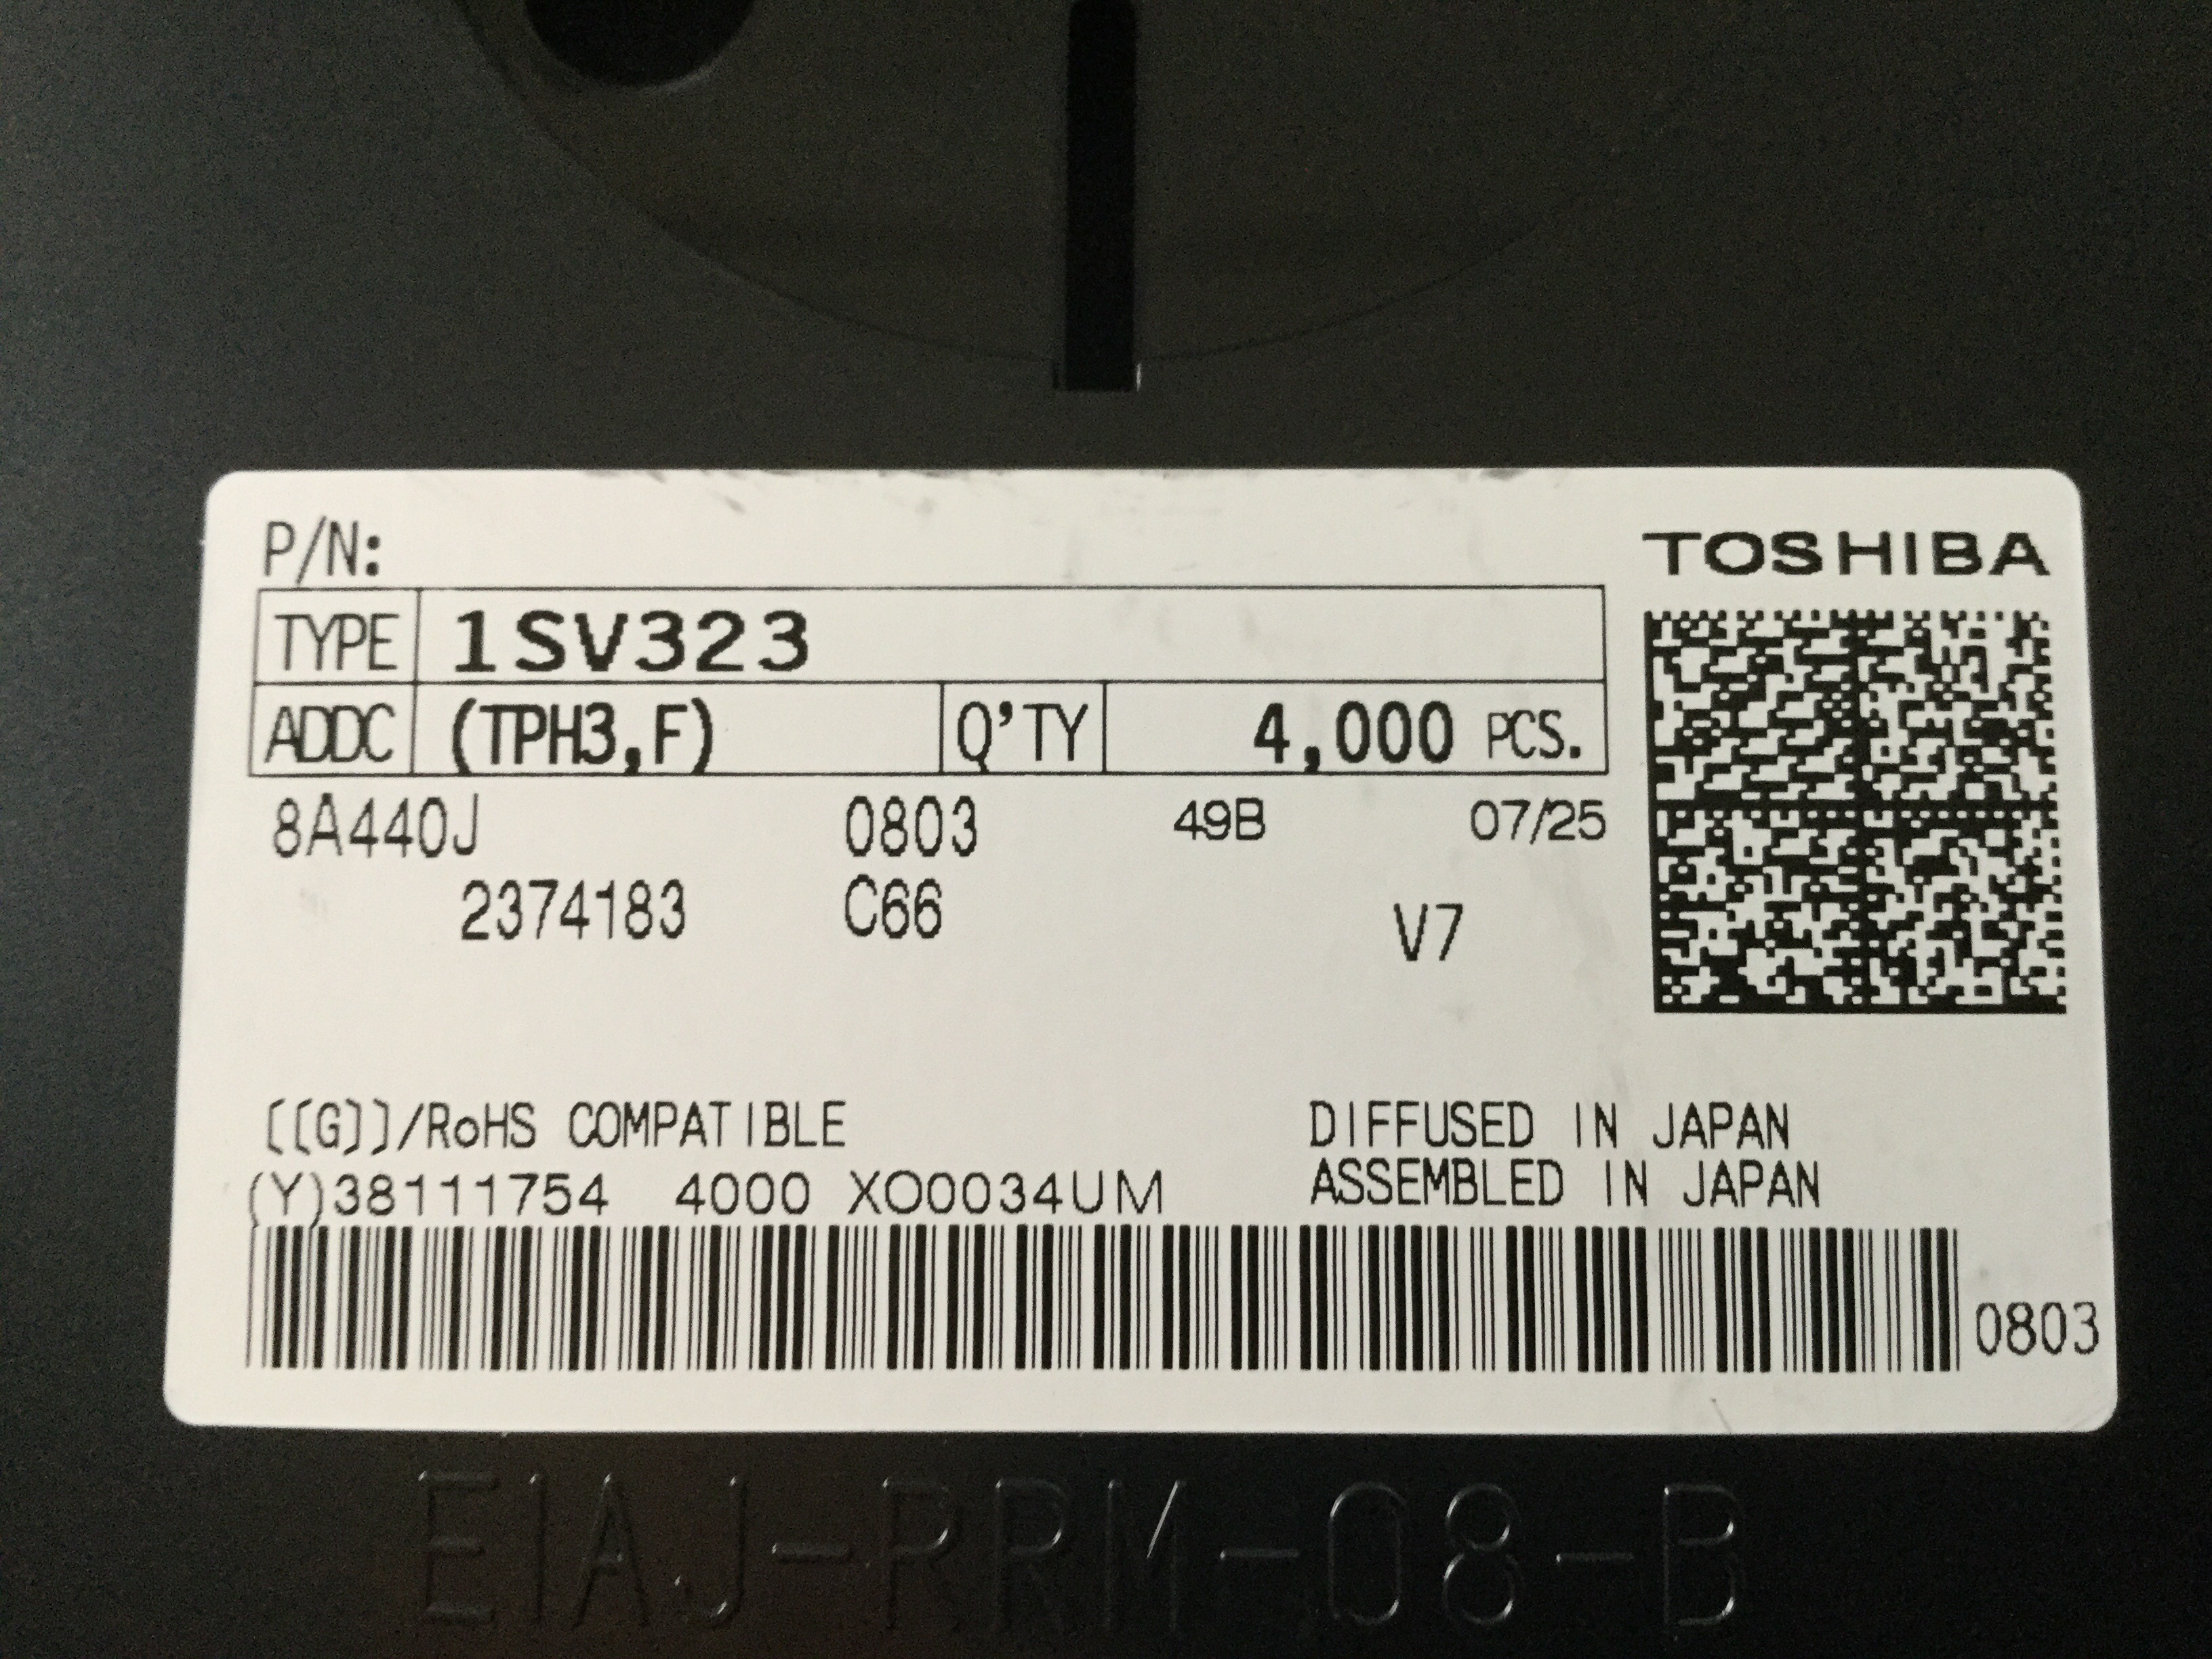 P/N:
TOSHIBA
TYPE 1SV323
ADDC (TPH3,F) Q'TY 4,000 PCS.
8A440J 0803 49B 07/25
2374183 C66 V7
[[G]]/RoHS COMPATIBLE
DIFFUSED IN JAPAN
(Y)38111754 4000 XO0034UM
ASSEMBLED IN JAPAN
0803
EIAJ-RRM-08-B